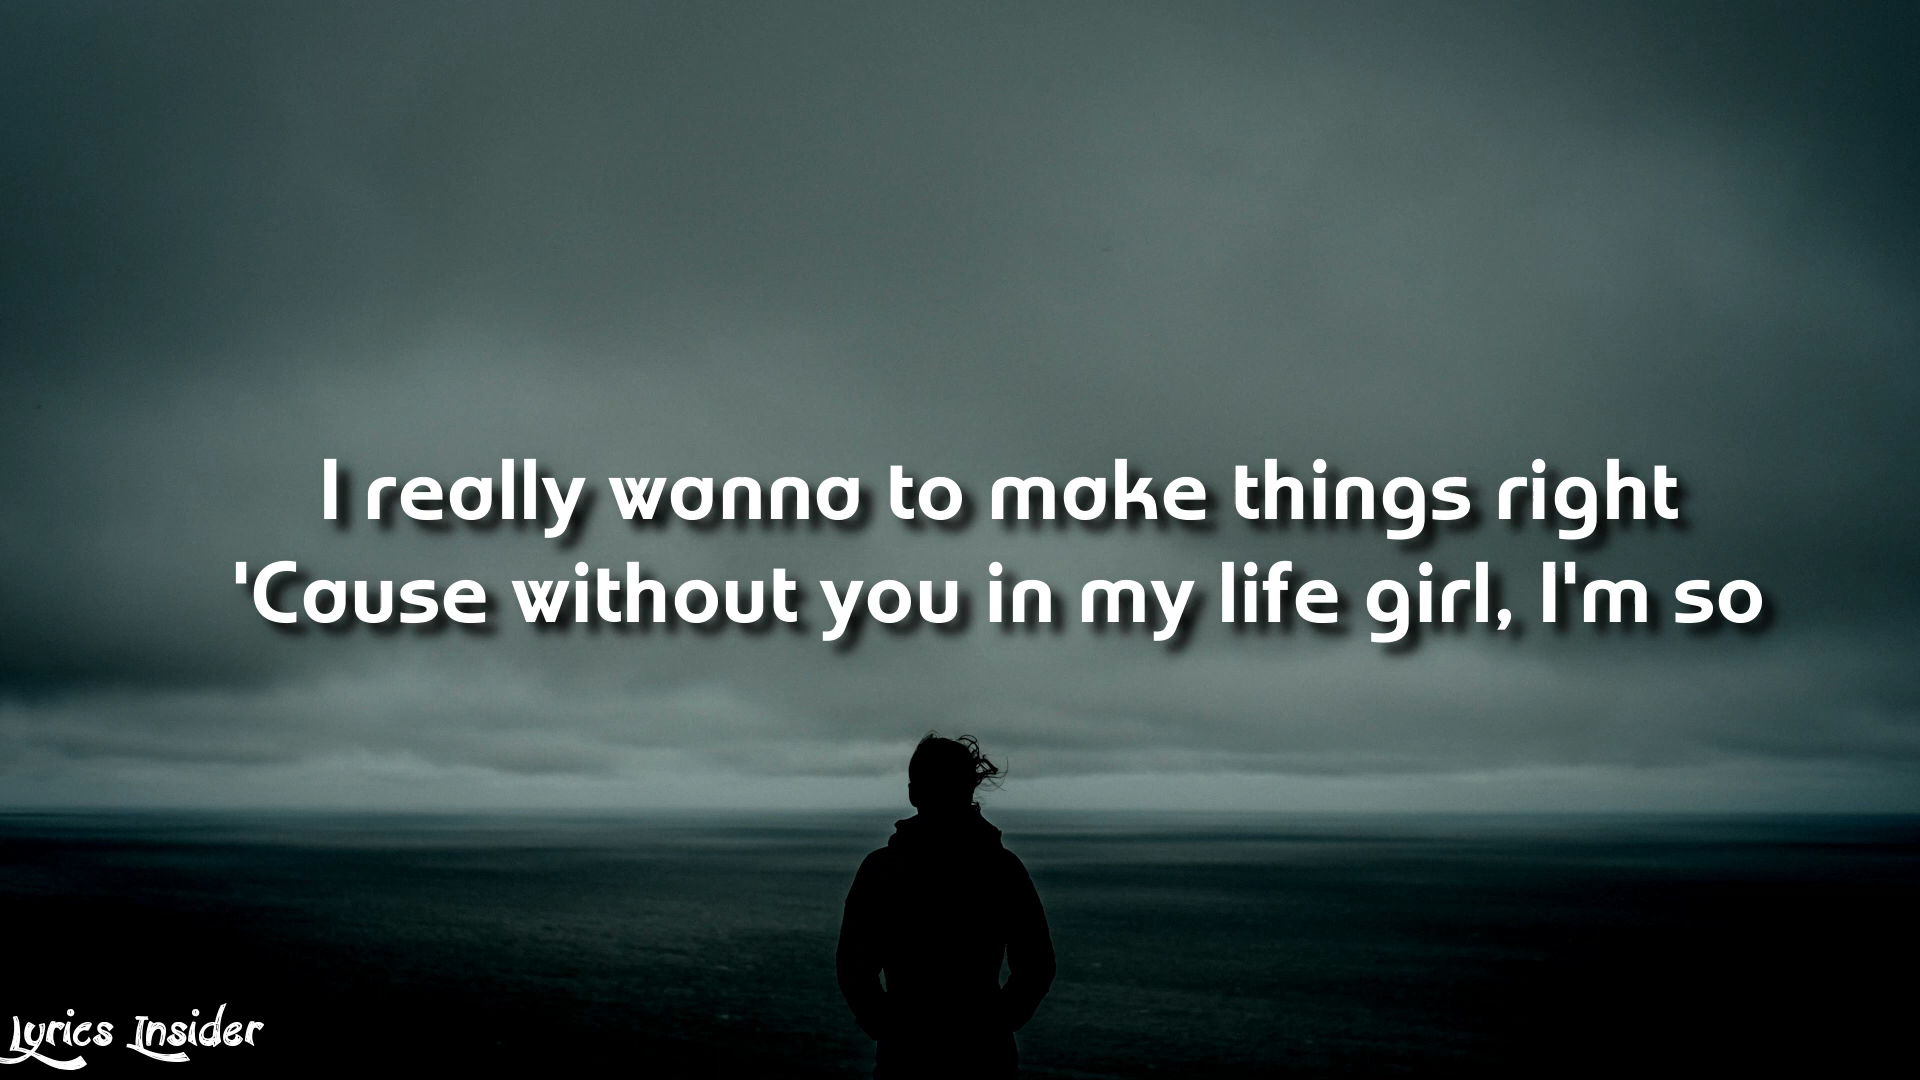 I really wanna to make things right
'Cause without you in my life girl, I'm so
Lyrics Insider